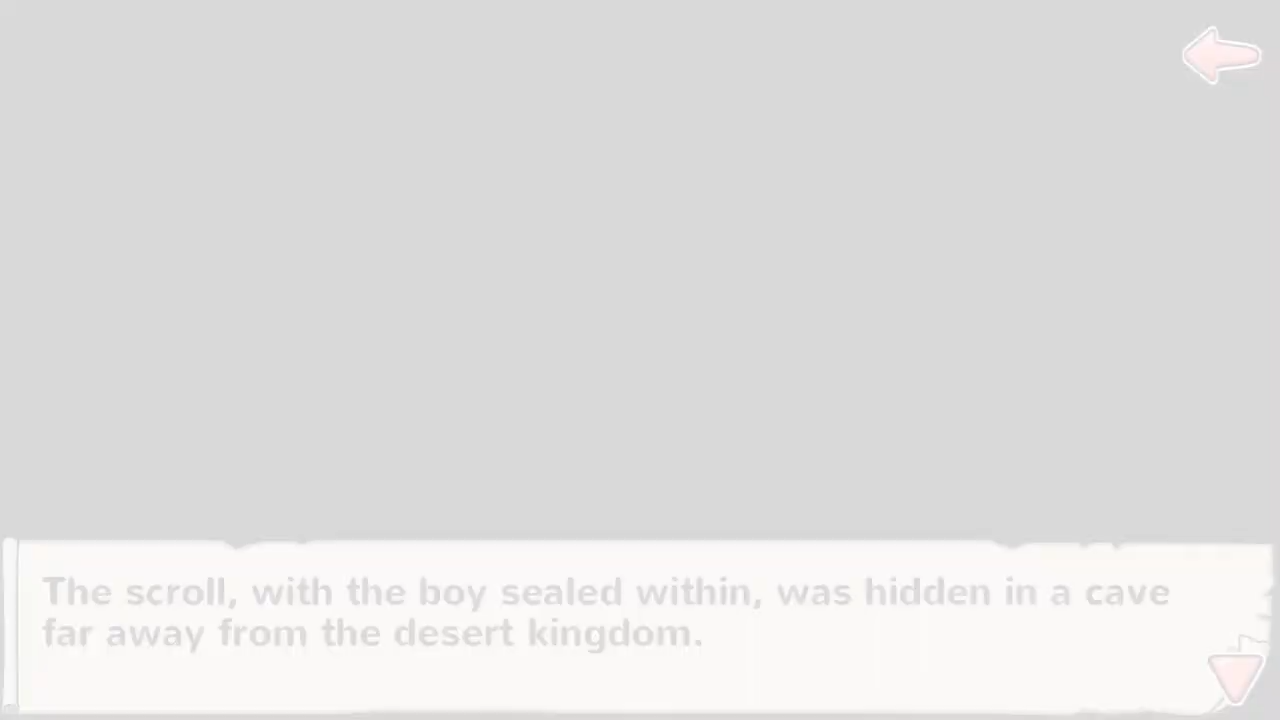 The scroll, with the boy sealed within, was hidden in a cave
far away from the desert kingdom.